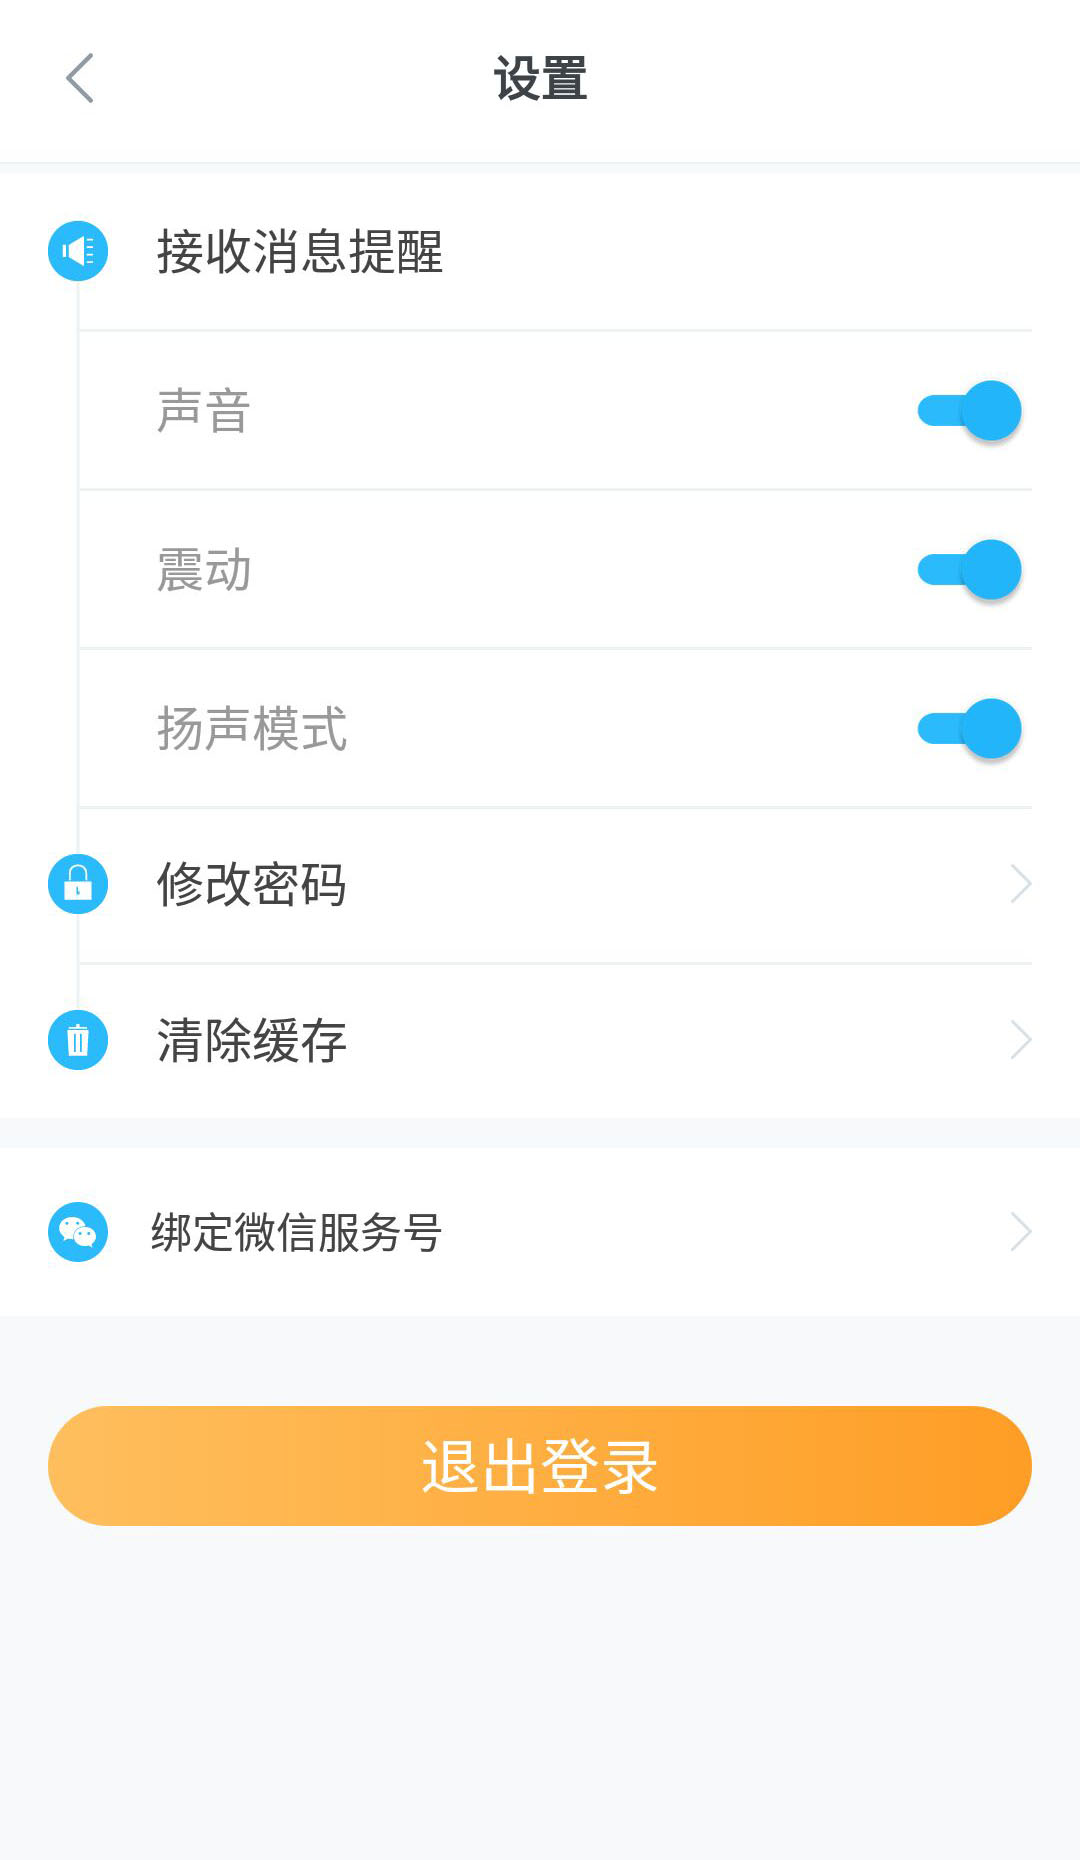 设置
接收消息提醒
声音
震动
扬声模式
修改密码
清除缓存
绑定微信服务号
退出登录